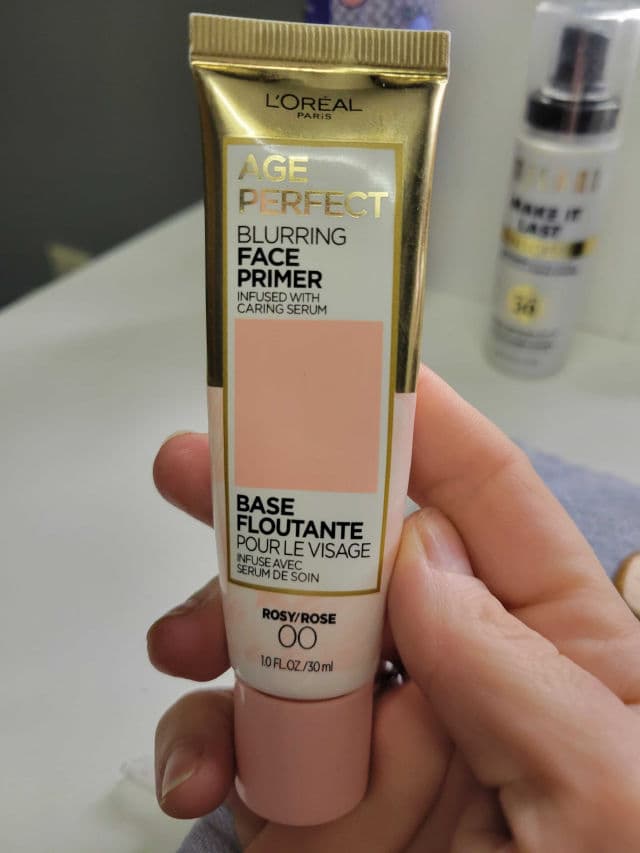 L'ORÉAL
PARIS
AGE
PERFECT
BLURRING
FACE
PRIMER
INFUSED WITH
CARING SERUM
BASE
FLOUTANTE
POUR LE VISAGE
INFUSE AVEC
SERUM DE SOIN
ROSY/ROSE
00
1.0 FL.OZ./30 ml
MAKE IT
LAST